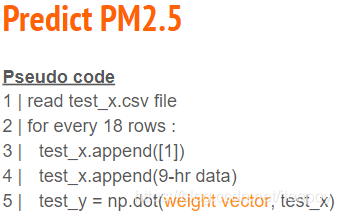 Predict PM2.5
Pseudo code
1 | read test_x.csv file
2 | for every 18 rows :
3 | test_x.append([1])
4 | test_x.append(9-hr data)
5 | test_y = np.dot(weight vector, test_x)